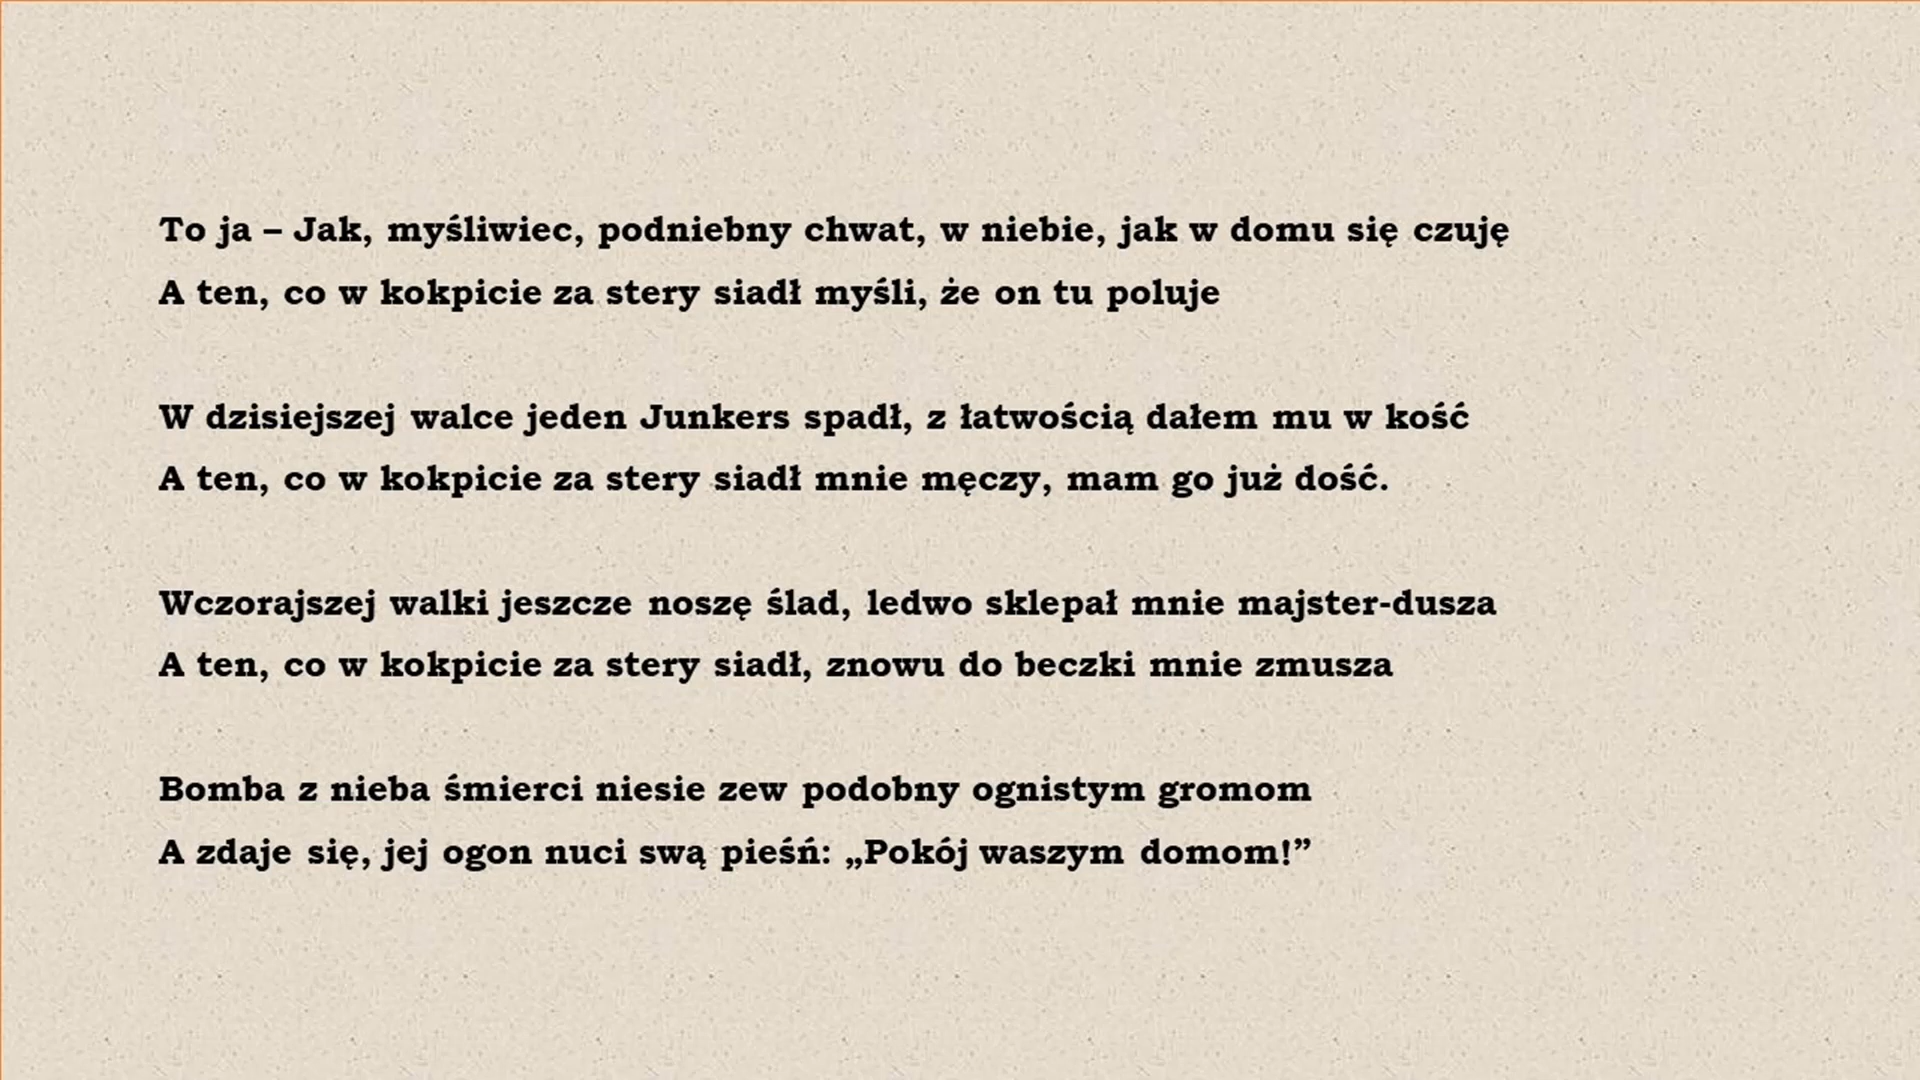 To ja – Jak, myśliwiec, podniebny chwat, w niebie, jak w domu się czuję
A ten, co w kokpicie za stery siadł myśli, że on tu poluje
W dzisiejszej walce jeden Junkers spadł, z łatwością dałem mu w kość
A ten, co w kokpicie za stery siadł mnie męczy, mam go już dość.
Wczorajszej walki jeszcze noszę ślad, ledwo sklepał mnie majster-dusza
A ten, co w kokpicie za stery siadł, znowu do beczki mnie zmusza
Bomba z nieba śmierci niesie zew podobny ognistym gromom
A zdaje się, jej ogon nuci swą pieśń: „Pokój waszym domom!”